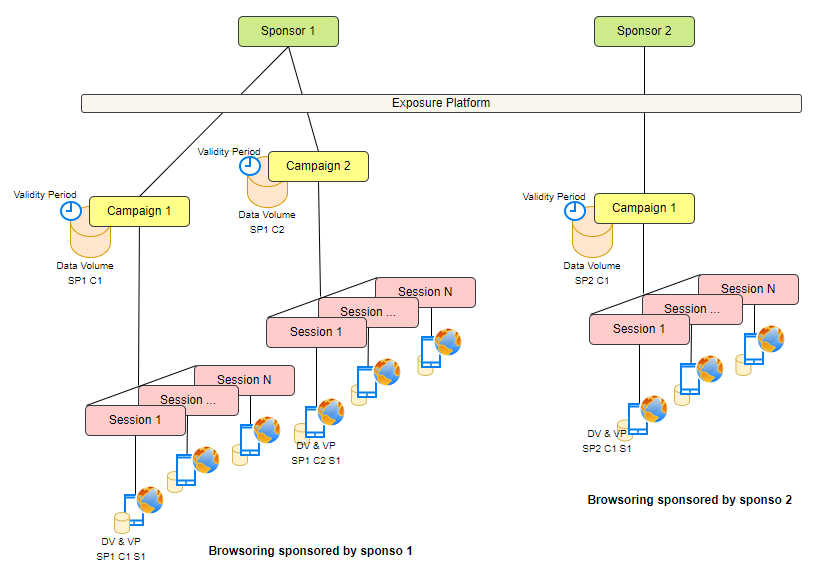 Sponsor 1
Sponsor 2
Exposure Platform
Validity Period
Campaign 2
Data Volume
SP1 C2
Validity Period
Campaign 1
Data Volume
SP1 C1
Validity Period
Campaign 1
Data Volume
SP2 C1
Session N
Session ...
Session 1
Session N
Session ...
Session 1
Session N
Session ...
Session 1
DV & VP
SP1 C2 S1
DV & VP
SP2 C1 S1
DV & VP
SP1 C1 S1
Browsoring sponsored by sponso 2
Browsoring sponsored by sponso 1